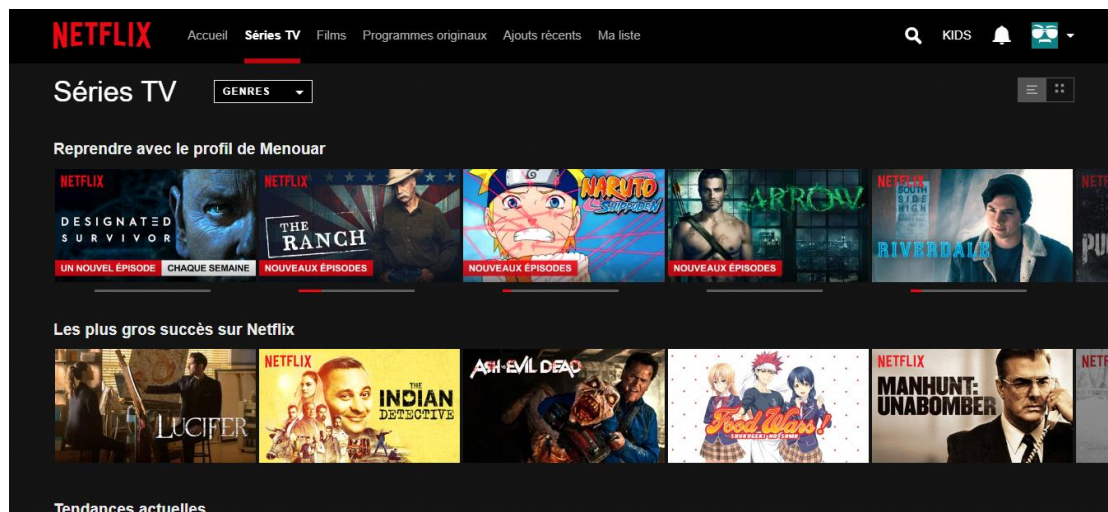 NETFLIX Accueil Séries TV Films Programmes originaux Ajouts récents Ma liste KIDS
Séries TV GENRES
Reprendre avec le profil de Menouar
NETFLIX
DESIGNATED
SURVIVOR
UN NOUVEL ÉPISODE CHAQUE SEMAINE
NETFLIX
THE
RANCH
NOUVEAUX ÉPISODES
NARUTO
SHIPPUDEN
NOUVEAUX ÉPISODES
ARROW
NOUVEAUX ÉPISODES
NETFLIX
SOUTH
SIDE
HIGH
RIVERDALE
Les plus gros succès sur Netflix
LUCIFER
NETFLIX
THE
INDIAN
DETECTIVE
ASH VS EVIL DEAD
Food Wars!
SHOKUGEKI NO SOMA
NETFLIX
MANHUNT:
UNABOMBER
Tendances actuelles